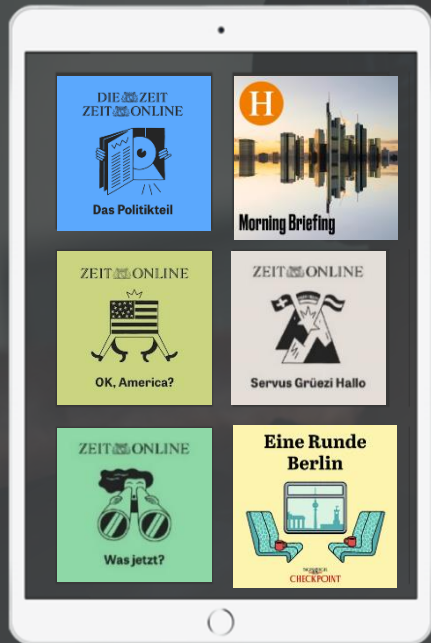 DIE ZEIT
ZEIT ONLINE
Das Politikteil
H
Morning Briefing
ZEIT ONLINE
OK, America?
ZEIT ONLINE
Servus Grüezi Hallo
ZEIT ONLINE
Was jetzt?
Eine Runde
Berlin
CHECKPOINT